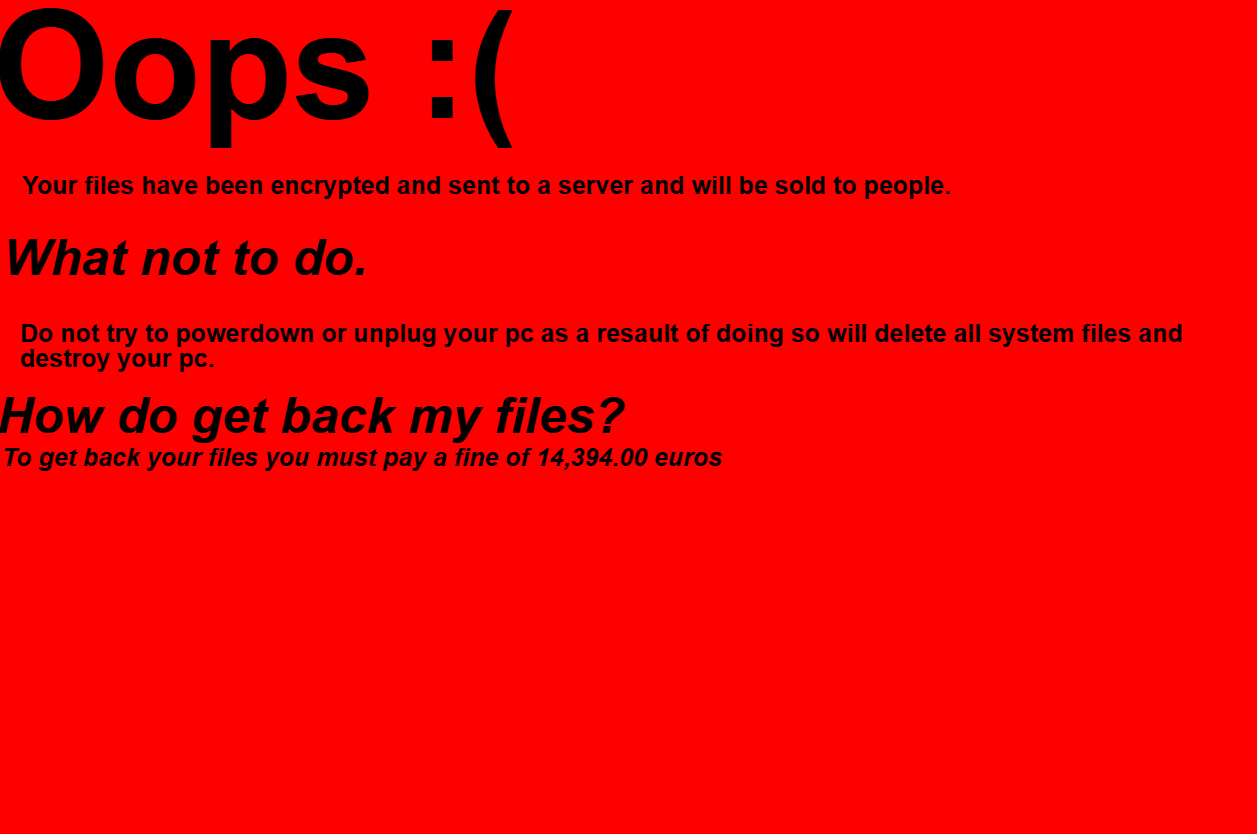 Oops :(
Your files have been encrypted and sent to a server and will be sold to people.
What not to do.
Do not try to powerdown or unplug your pc as a resault of doing so will delete all system files and
destroy your pc.
How do get back my files?
To get back your files you must pay a fine of 14,394.00 euros